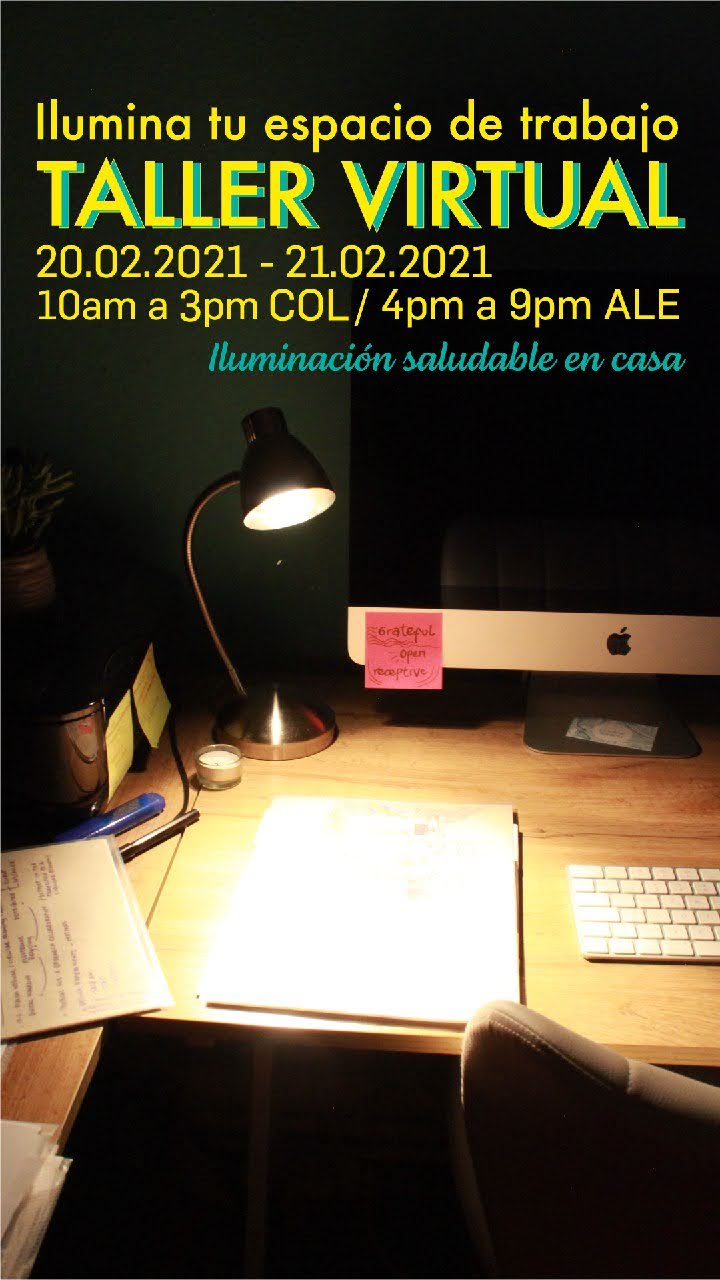 Ilumina tu espacio de trabajo
TALLER VIRTUAL
20.02.2021 - 21.02.2021
10am a 3pm COL / 4pm a 9pm ALE
Iluminación saludable en casa
Grateful
open
receptive